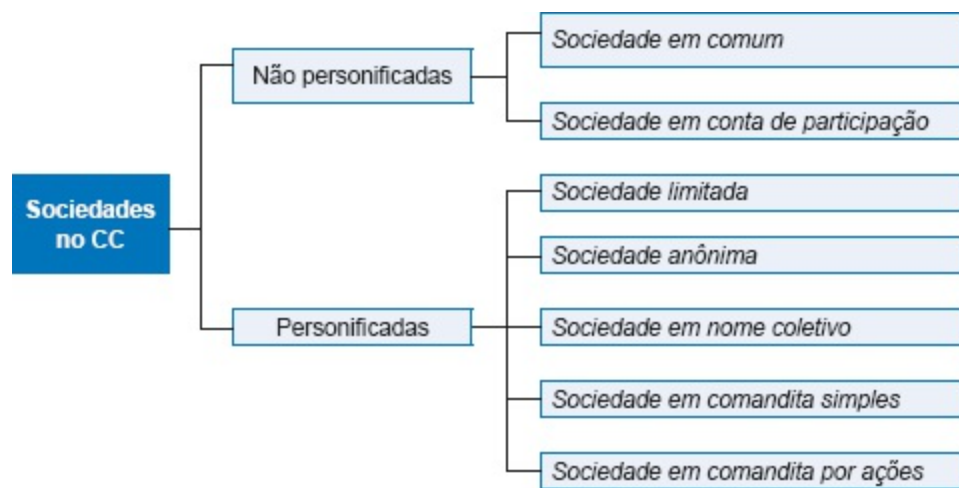 Sociedades
no CC
Não personificadas
Sociedade em comum
Sociedade em conta de participação
Personificadas
Sociedade limitada
Sociedade anônima
Sociedade em nome coletivo
Sociedade em comandita simples
Sociedade em comandita por ações